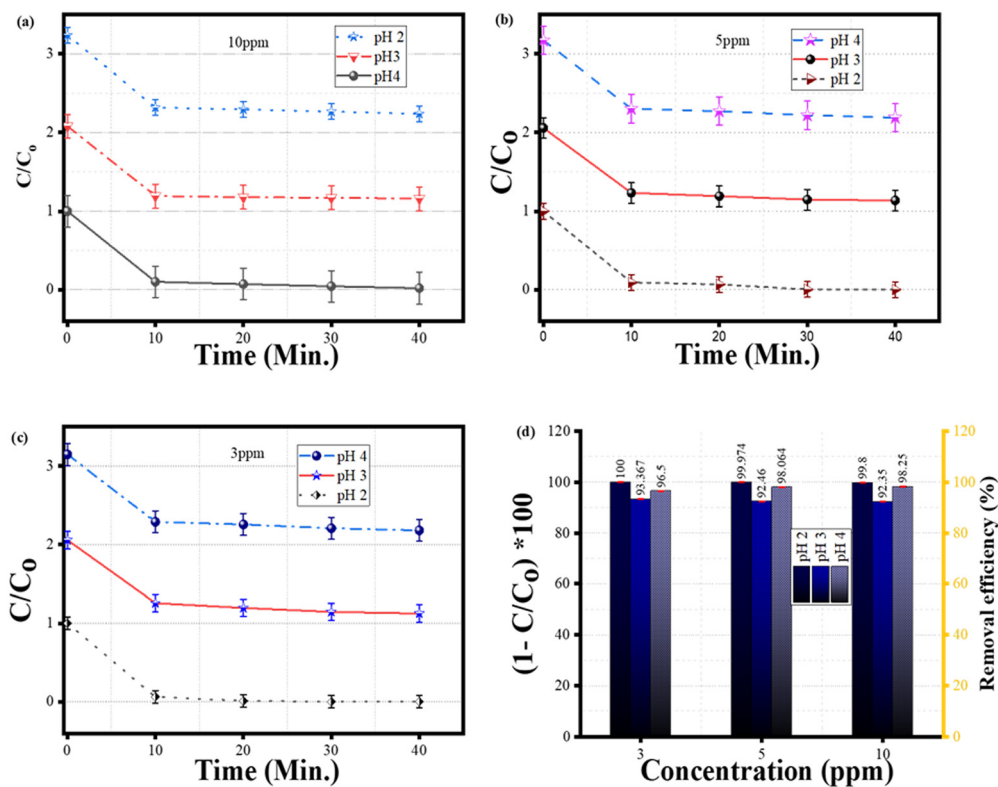 (a)
10ppm
pH 2
pH3
pH4
C/Co
3
2
1
0
0 10 20 30 40
Time (Min.)
(b)
5ppm
pH 4
pH 3
pH 2
C/Co
3
2
1
0
0 10 20 30 40
Time (Min.)
(c)
3ppm
pH 4
pH 3
pH 2
C/Co
3
2
1
0
0 10 20 30 40
Time (Min.)
(d)
(1- C/Co) *100
120
100
80
60
40
20
0
100
93.367
96.5
99.974
92.46
98.064
99.8
92.35
98.25
pH 2
pH 3
pH 4
120
100
80
60
40
20
0
Removal efficiency (%)
3 5 10
Concentration (ppm)